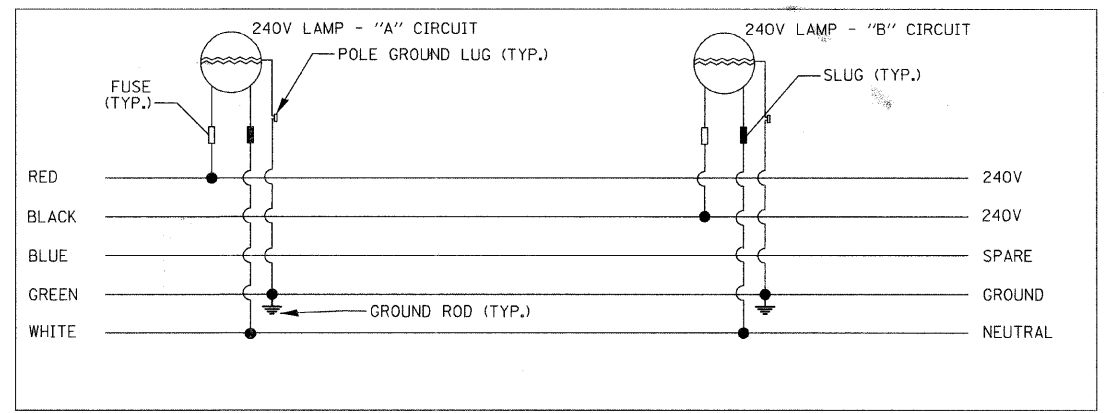 240V LAMP - "A" CIRCUIT
240V LAMP - "B" CIRCUIT
POLE GROUND LUG (TYP.)
SLUG (TYP.)
FUSE
(TYP.)
RED
240V
BLACK
240V
BLUE
SPARE
GREEN
GROUND
GROUND ROD (TYP.)
WHITE
NEUTRAL